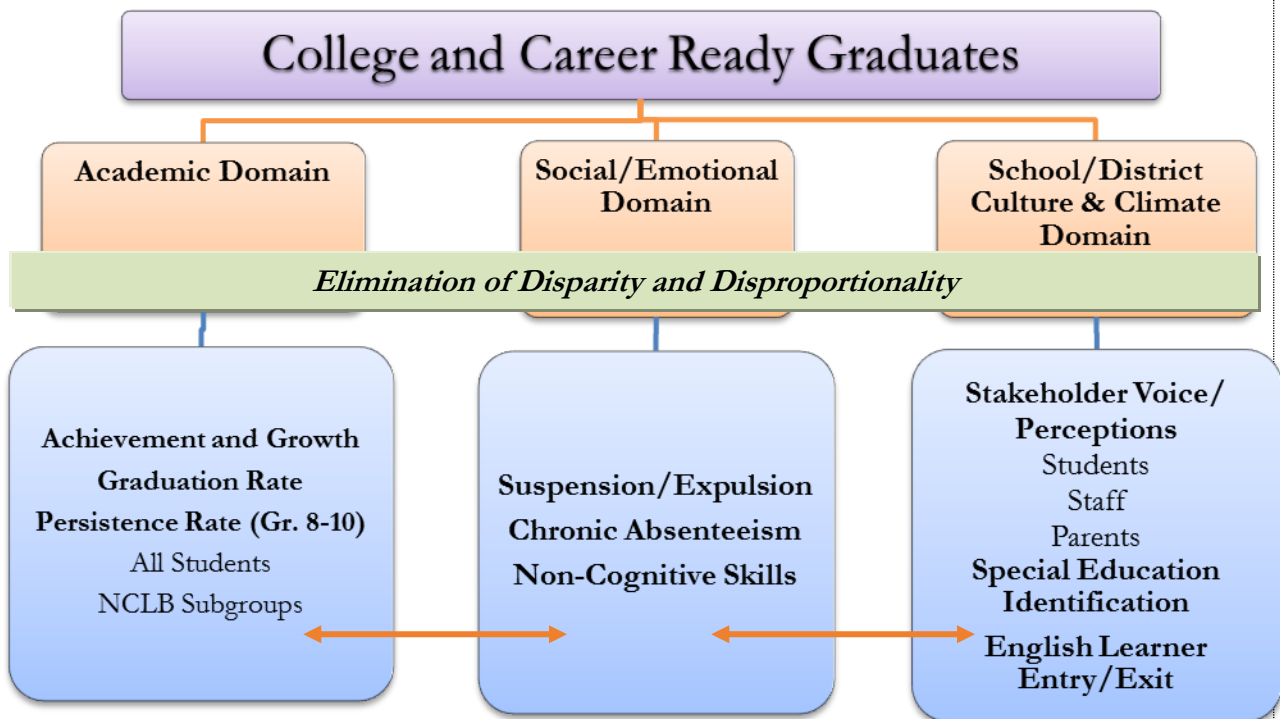 College and Career Ready Graduates
Academic Domain
Social/Emotional
Domain
School/District
Culture & Climate
Domain
Elimination of Disparity and Disproportionality
Achievement and Growth
Graduation Rate
Persistence Rate (Gr. 8-10)
All Students
NCLB Subgroups
Suspension/Expulsion
Chronic Absenteeism
Non-Cognitive Skills
Stakeholder Voice/
Perceptions
Students
Staff
Parents
Special Education
Identification
English Learner
Entry/Exit